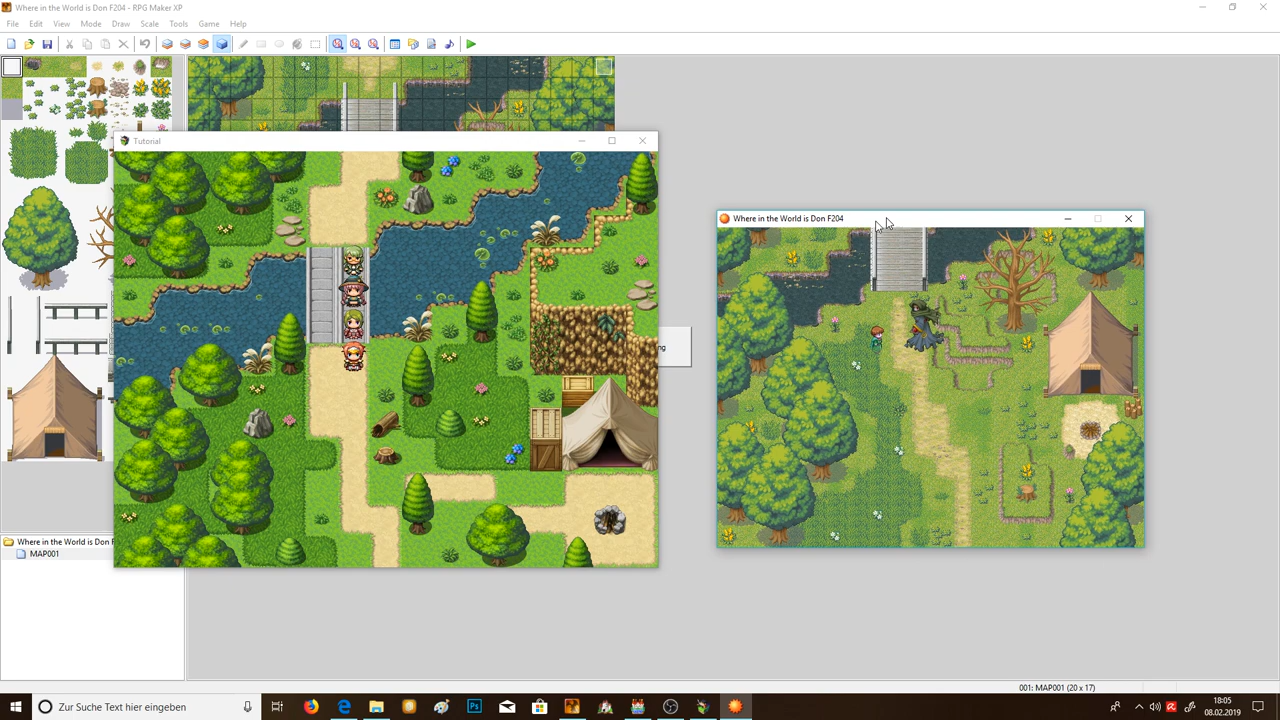 Where in the World is Don F204 - RPG Maker XP
File Edit View Mode Draw Scale Tools Game Help
Tutorial
Where in the World is Don F204
ng
Where in the World is Don F
MAP001
001: MAP001 (20 x 17)
Zur Suche Text hier eingeben
18:05
08.02.2019